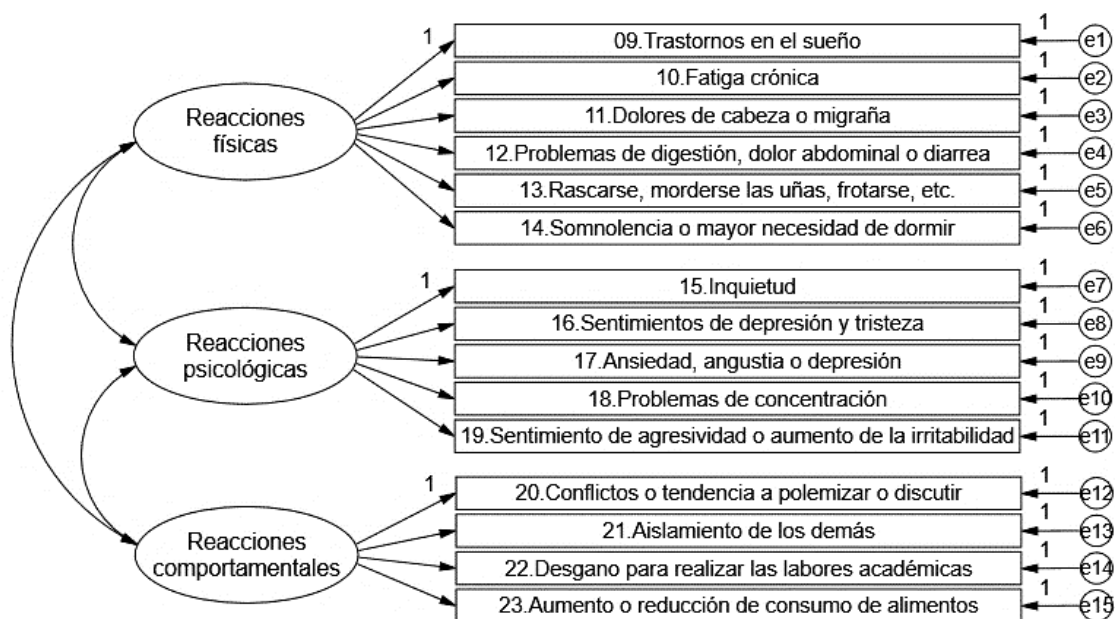 1
09.Trastornos en el sueño
1
e1
10.Fatiga crónica
1
e2
Reacciones
físicas
11.Dolores de cabeza o migraña
1
e3
12.Problemas de digestión, dolor abdominal o diarrea
1
e4
13.Rascarse, morderse las uñas, frotarse, etc.
1
e5
14.Somnolencia o mayor necesidad de dormir
1
e6
1
15.Inquietud
1
e7
16.Sentimientos de depresión y tristeza
1
e8
Reacciones
psicológicas
17.Ansiedad, angustia o depresión
1
e9
18.Problemas de concentración
1
e10
19.Sentimiento de agresividad o aumento de la irritabilidad
1
e11
1
20.Conflictos o tendencia a polemizar o discutir
1
e12
21.Aislamiento de los demás
1
e13
Reacciones
comportamentales
22.Desgano para realizar las labores académicas
1
e14
23.Aumento o reducción de consumo de alimentos
1
e15